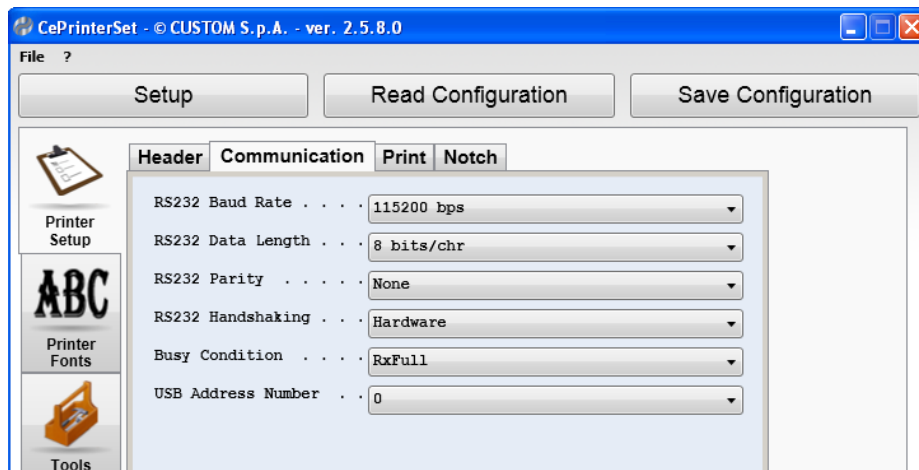 CePrinterSet - © CUSTOM S.p.A. - ver. 2.5.8.0
File ?
Setup Read Configuration Save Configuration
Header Communication Print Notch
Printer
Setup
ABC
Printer
Fonts
Tools
RS232 Baud Rate . . . . 115200 bps
RS232 Data Length . . . 8 bits/chr
RS232 Parity . . . . . None
RS232 Handshaking . . . Hardware
Busy Condition . . . . RxFull
USB Address Number . . 0